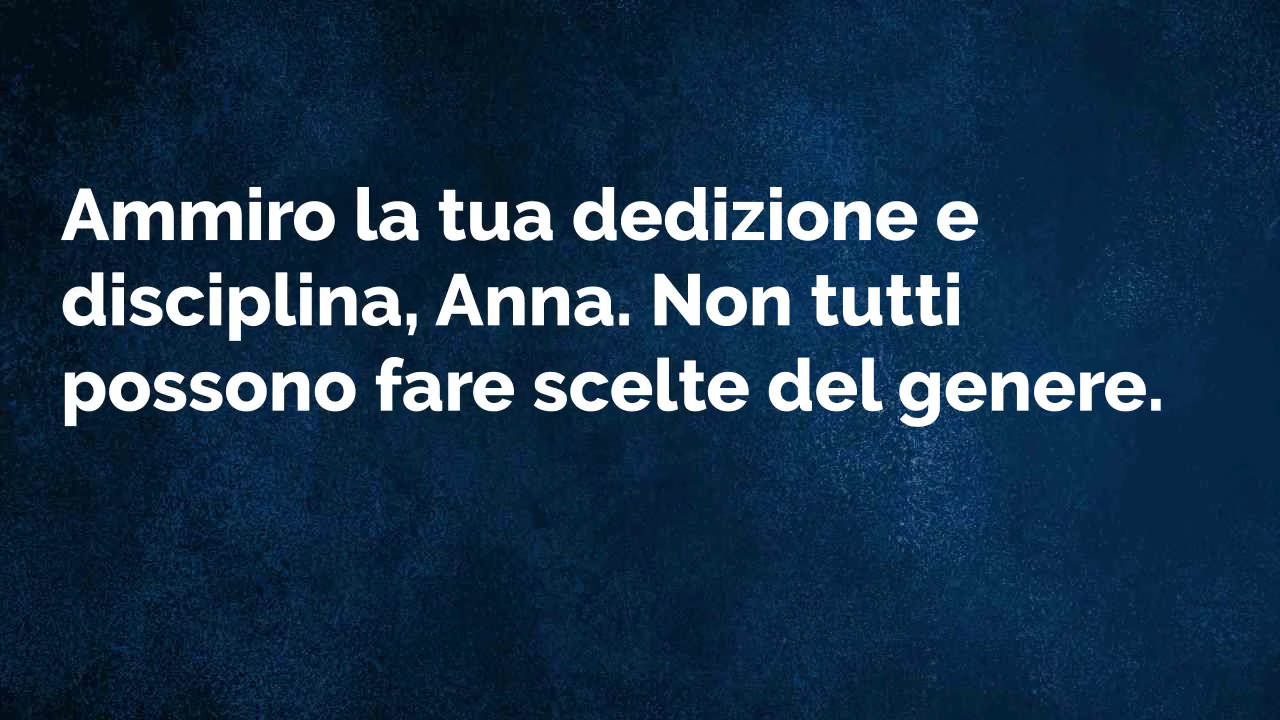 Ammiro la tua dedizione e
disciplina, Anna. Non tutti
possono fare scelte del genere.